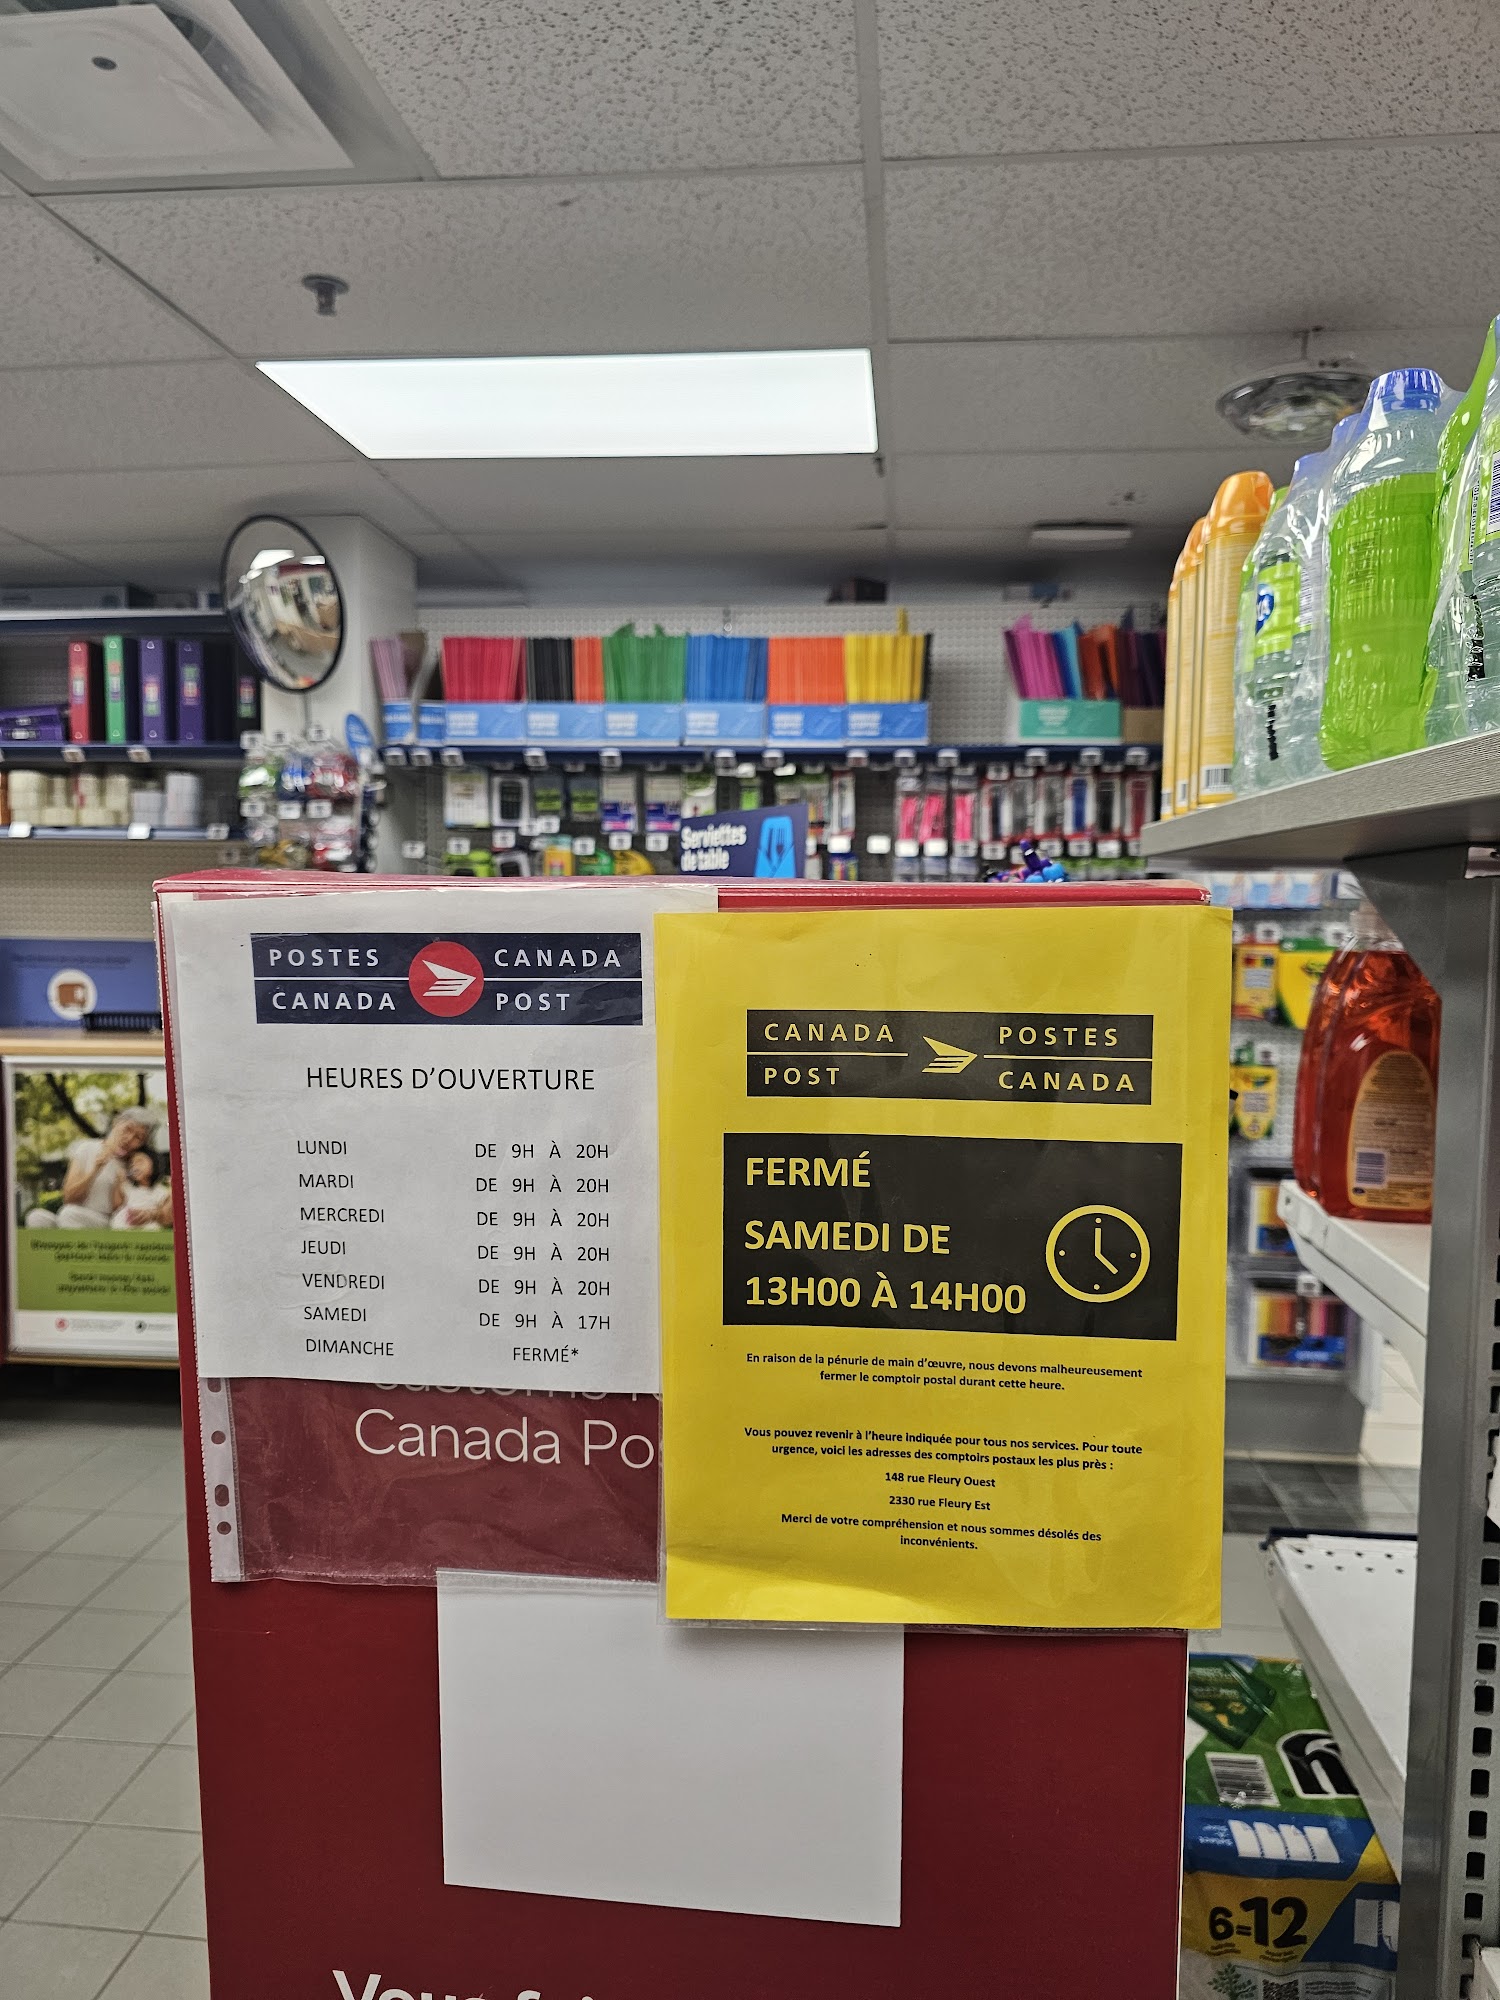 Serviettes
de table
POSTES CANADA
CANADA POST
HEURES D'OUVERTURE
LUNDI DE 9H À 20H
MARDI DE 9H À 20H
MERCREDI DE 9H À 20H
JEUDI DE 9H À 20H
VENDREDI DE 9H À 20H
SAMEDI DE 9H À 17H
DIMANCHE FERMÉ*
Canada Po
CANADA POSTES
POST CANADA
FERMÉ
SAMEDI DE
13H00 À 14H00
En raison de la pénurie de main d'œuvre, nous devons malheureusement
fermer le comptoir postal durant cette heure.
Vous pouvez revenir à l'heure indiquée pour tous nos services. Pour toute
urgence, voici les adresses des comptoirs postaux les plus près :
148 rue Fleury Ouest
2330 rue Fleury Est
Merci de votre compréhension et nous sommes désolés des
inconvénients.
6=12